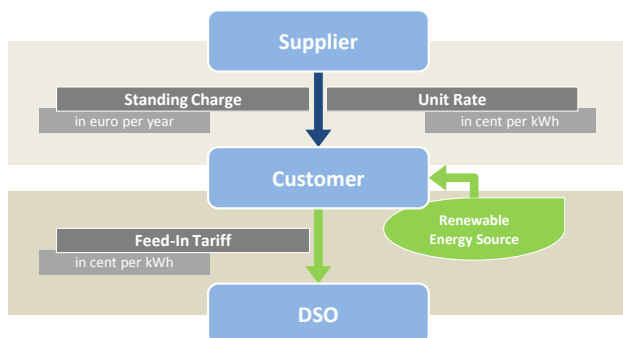 Supplier
Standing Charge
Unit Rate
in euro per year
in cent per kWh
Customer
Renewable
Energy Source
Feed-In Tariff
in cent per kWh
DSO